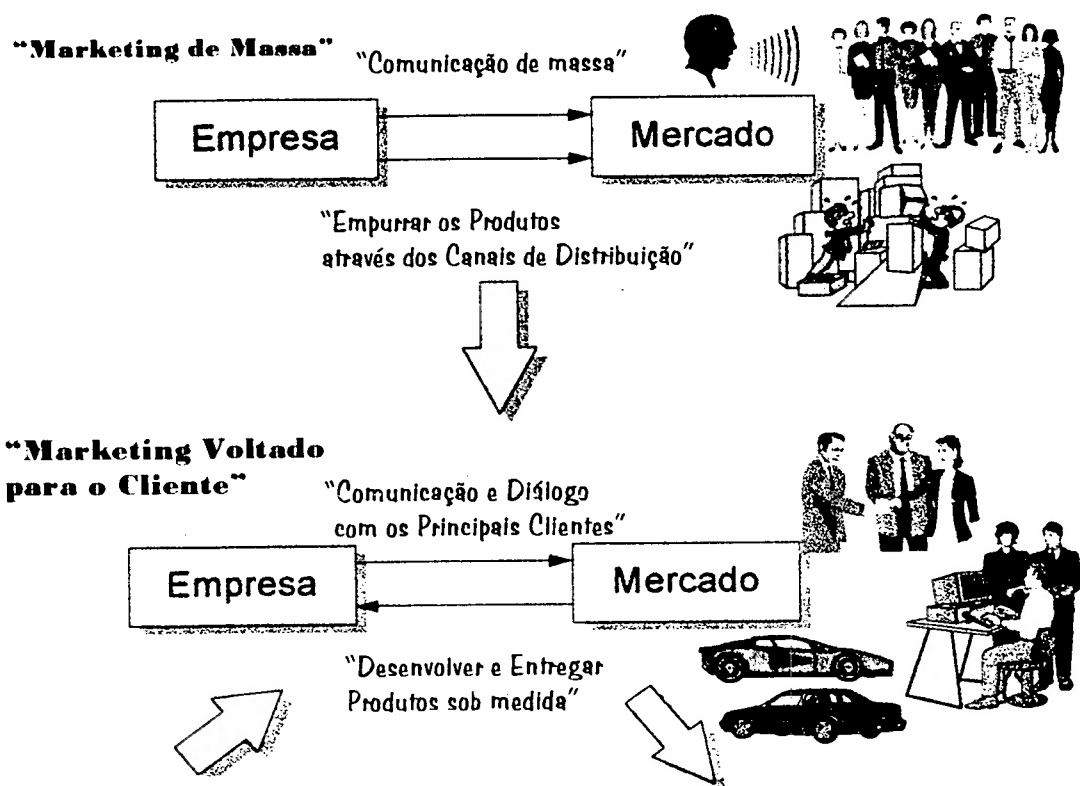 “Marketing de Massa”
“Comunicação de massa”
Empresa
Mercado
“Empurrar os Produtos
através dos Canais de Distribuição”
“Marketing Voltado
para o Cliente”
“Comunicação e Diálogo
com os Principais Clientes”
Empresa
Mercado
“Desenvolver e Entregar
Produtos sob medida”